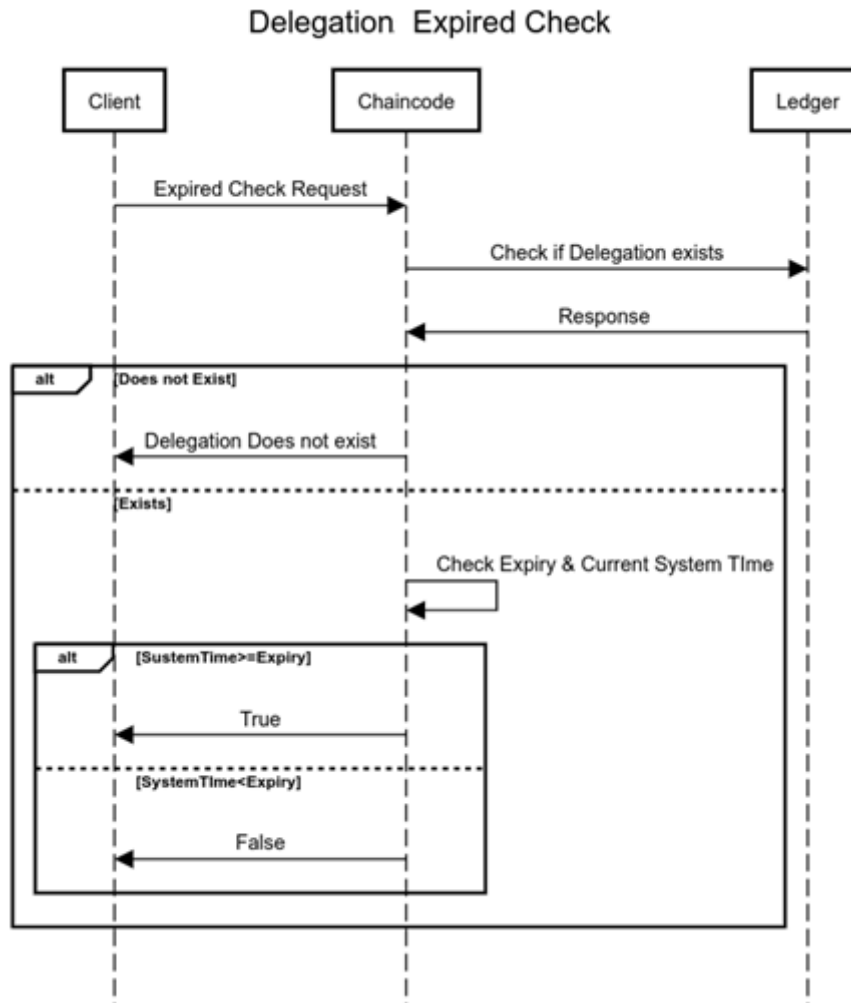 Delegation Expired Check
Client
Chaincode
Ledger
Expired Check Request
Check if Delegation exists
Response
alt
[Does not Exist]
Delegation Does not exist
[Exists]
Check Expiry & Current System TIme
alt
[SustemTime>=Expiry]
True
[SystemTIme<Expiry]
False